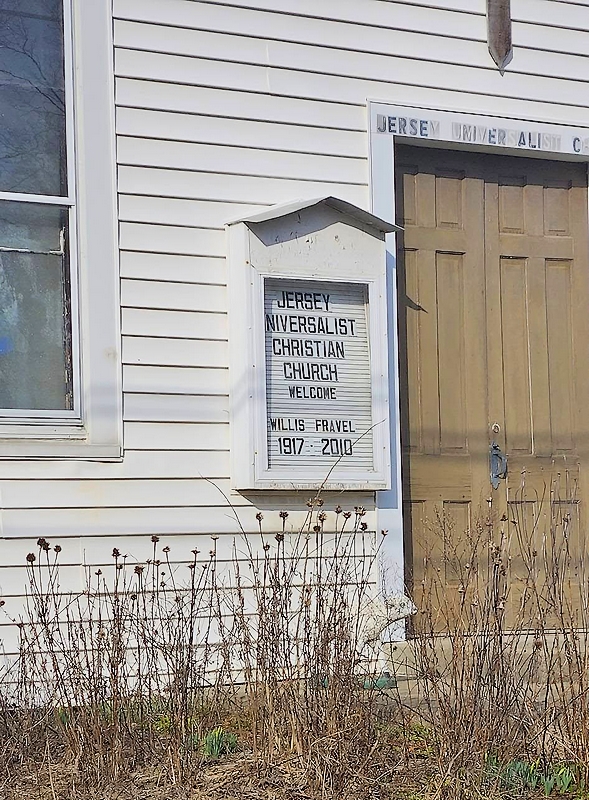 JERSEY UNIVERSALIST C
JERSEY
NIVERSALIST
CHRISTIAN
CHURCH
WELCOME
WILLIS FRAVEL
1917-2010